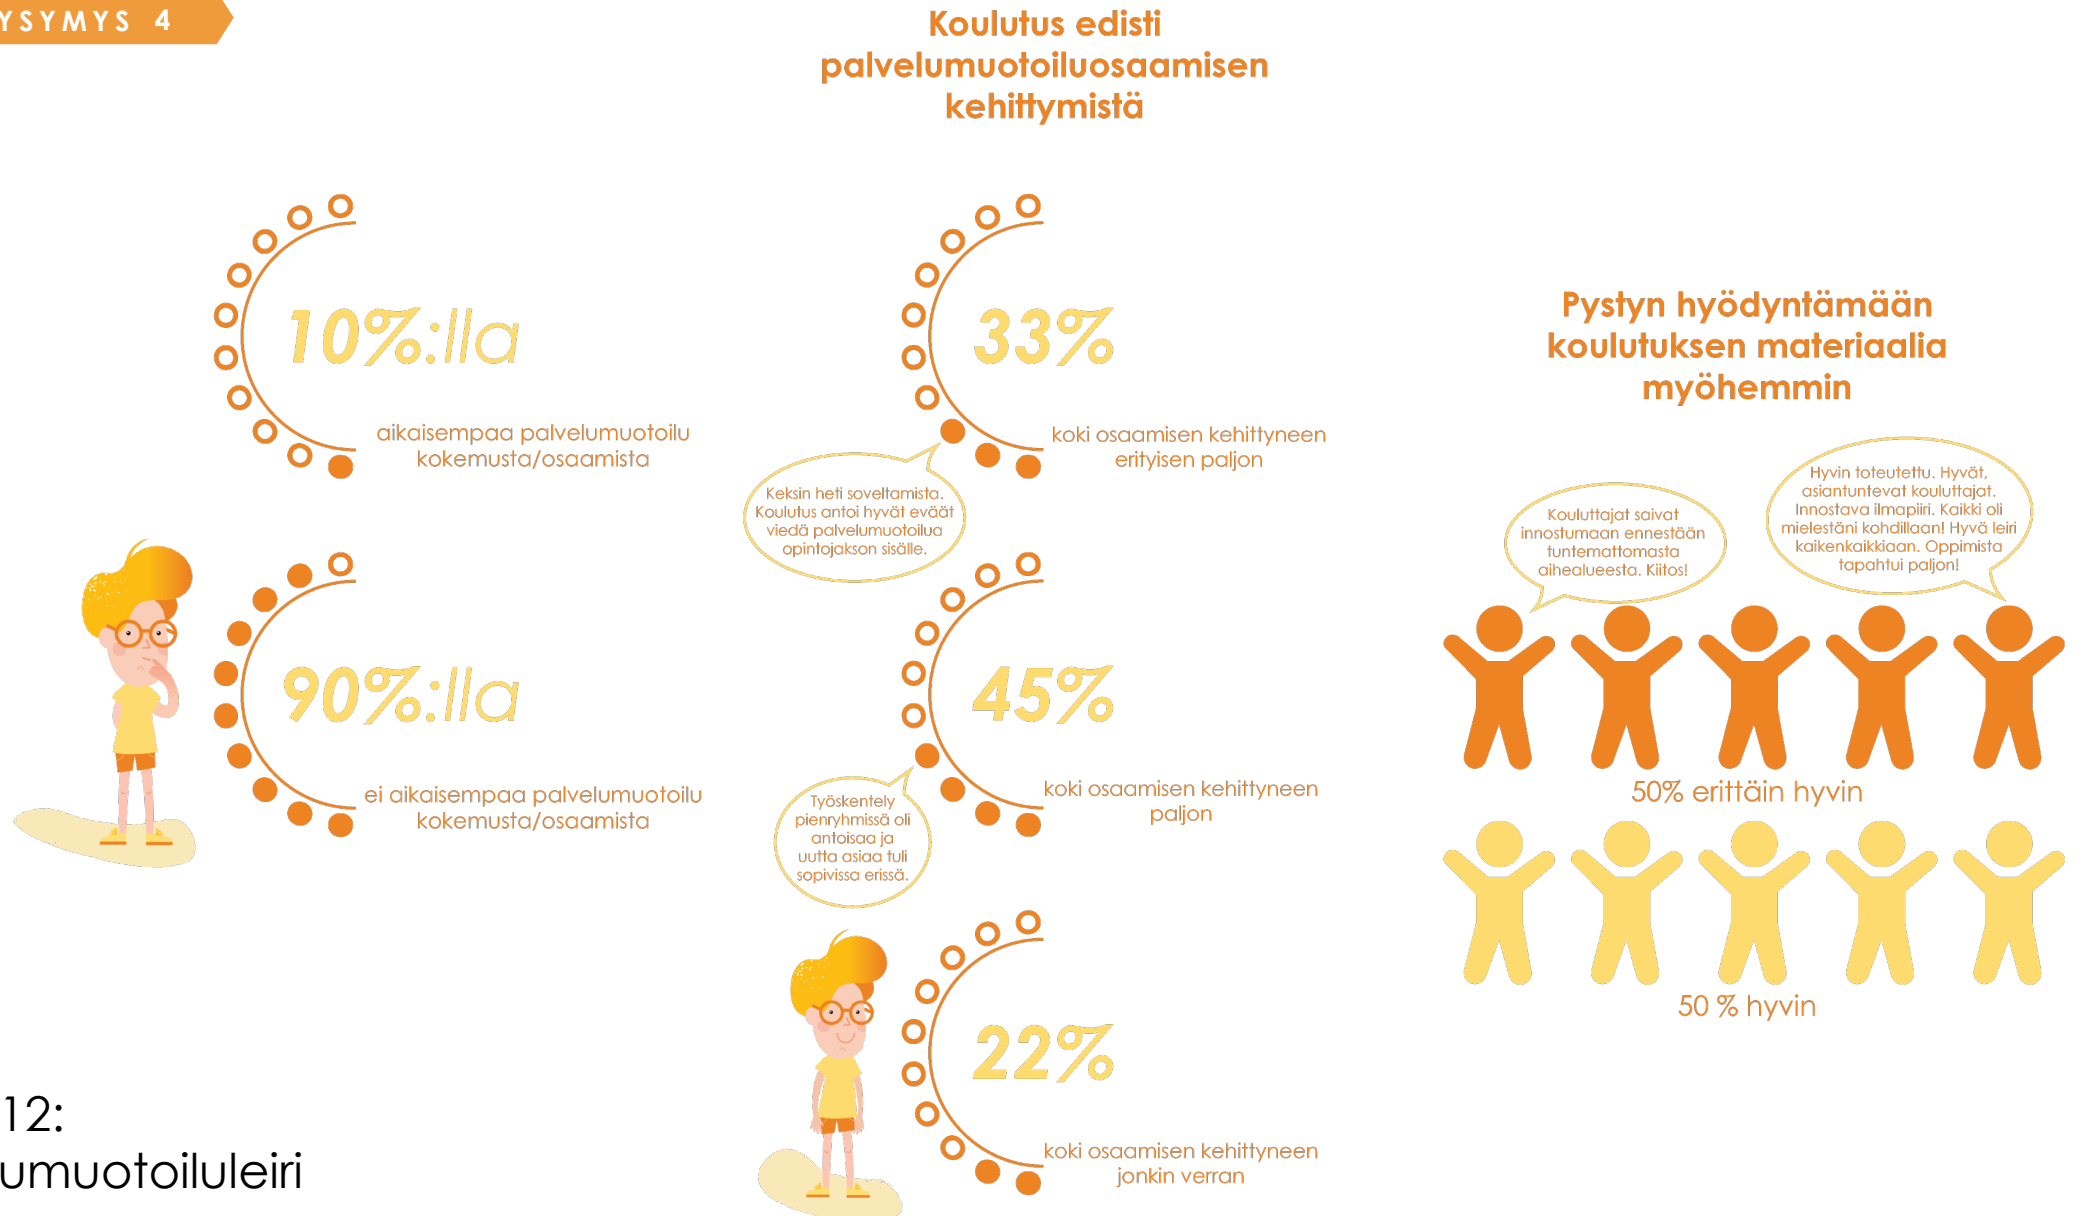 YSYMYS 4
Koulutus edisti
palvelumuotoiluosaamisen
kehittymistä
10%:lla
aikaisempaa palvelumuotoilu
kokemusta/osaamista
90%:lla
ei aikaisempaa palvelumuotoilu
kokemusta/osaamista
33%
koki osaamisen kehittyneen
erityisen paljon
Keksin heti soveltamista.
Koulutus antoi hyvät eväät
viedä palvelumuotoilua
opintojakson sisälle.
45%
koki osaamisen kehittyneen
paljon
Työskentely
pienryhmissä oli
antoisaa ja
uutta asiaa tuli
sopivissa erissä.
22%
koki osaamisen kehittyneen
jonkin verran
Pystyn hyödyntämään
koulutuksen materiaalia
myöhemmin
Kouluttajat saivat
innostumaan ennestään
tuntemattomasta
aihealueesta. Kiitos!
Hyvin toteutettu. Hyvät,
asiantuntevat kouluttajat.
Innostava ilmapiiri. Kaikki oli
mielestäni kohdillaan! Hyvä leiri
kaikenkaikkiaan. Oppimista
tapahtui paljon!
50% erittäin hyvin
50 % hyvin
12:
umuotoiluleiri